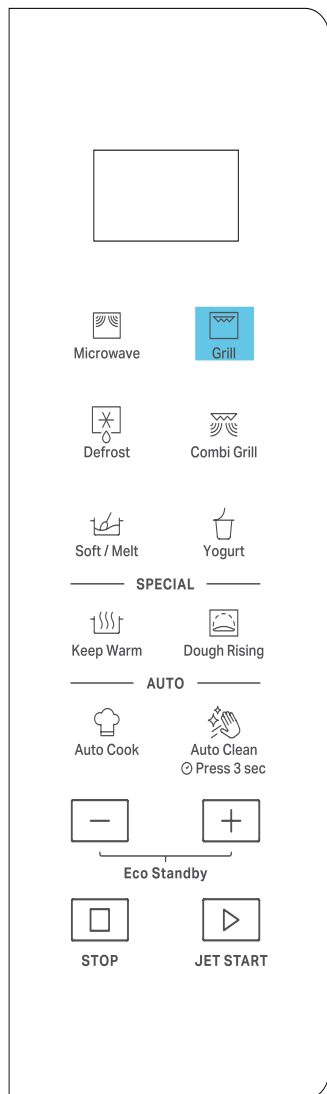 Microwave
Grill
Defrost
Combi Grill
Soft / Melt
Yogurt
SPECIAL
Keep Warm
Dough Rising
AUTO
Auto Cook
Auto Clean
Press 3 sec
Eco Standby
STOP
JET START